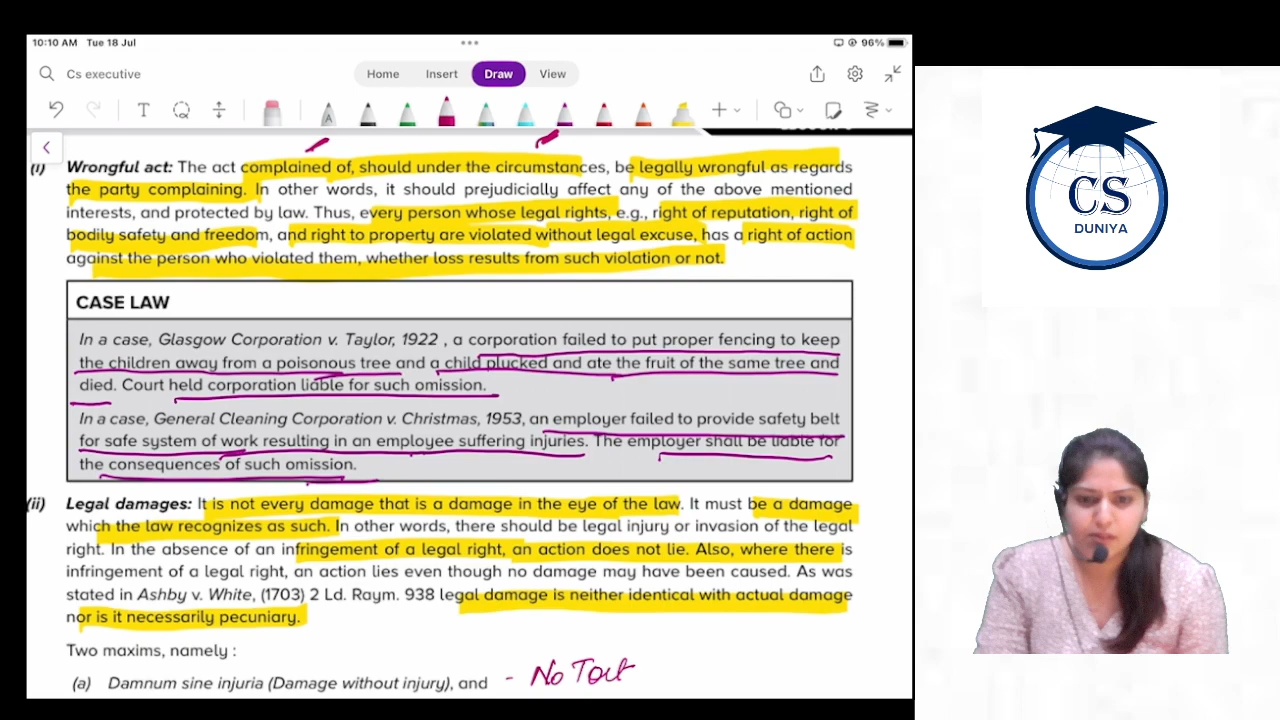 10:10 AM Tue 18 Jul
96%
Cs executive
Home Insert Draw View
(i) Wrongful act: The act complained of, should under the circumstances, be legally wrongful as regards
the party complaining. In other words, it should prejudicially affect any of the above mentioned
interests, and protected by law. Thus, every person whose legal rights, e.g., right of reputation, right of
bodily safety and freedom, and right to property are violated without legal excuse, has a right of action
against the person who violated them, whether loss results from such violation or not.
CASE LAW
In a case, Glasgow Corporation v. Taylor, 1922 , a corporation failed to put proper fencing to keep
the children away from a poisonous tree and a child plucked and ate the fruit of the same tree and
died. Court held corporation liable for such omission.
In a case, General Cleaning Corporation v. Christmas, 1953, an employer failed to provide safety belt
for safe system of work resulting in an employee suffering injuries. The employer shall be liable for
the consequences of such omission.
(ii) Legal damages: It is not every damage that is a damage in the eye of the law. It must be a damage
which the law recognizes as such. In other words, there should be legal injury or invasion of the legal
right. In the absence of an infringement of a legal right, an action does not lie. Also, where there is
infringement of a legal right, an action lies even though no damage may have been caused. As was
stated in Ashby v. White, (1703) 2 Ld. Raym. 938 legal damage is neither identical with actual damage
nor is it necessarily pecuniary.
Two maxims, namely :
(a) Damnum sine injuria (Damage without injury), and - No Tort
CS
DUNIYA